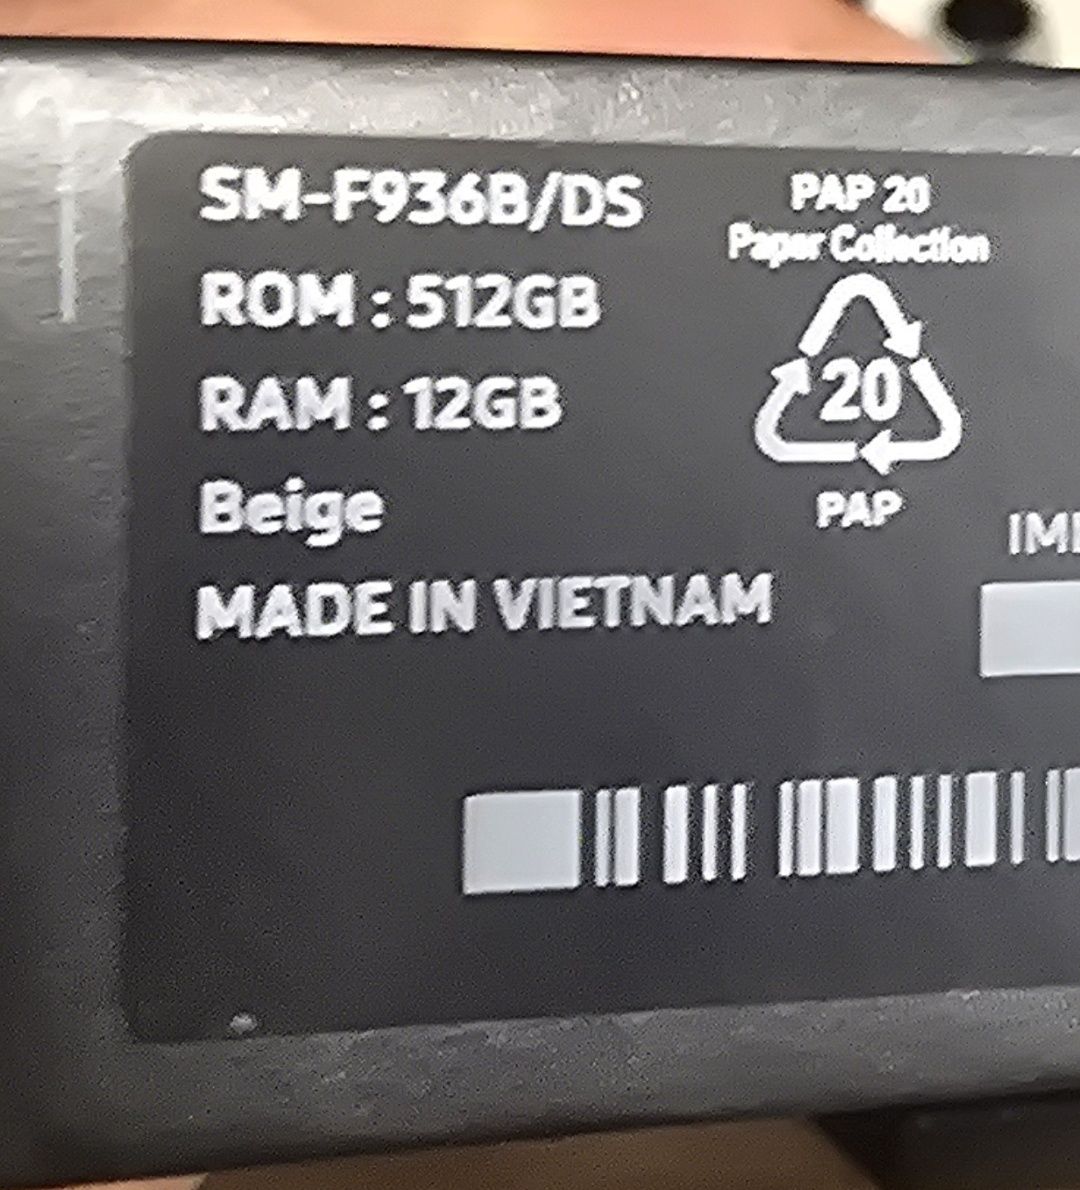 SM-F936B/DS
ROM : 512GB
RAM : 12GB
Beige
MADE IN VIETNAM
PAP 20
Paper Collection
20
PAP